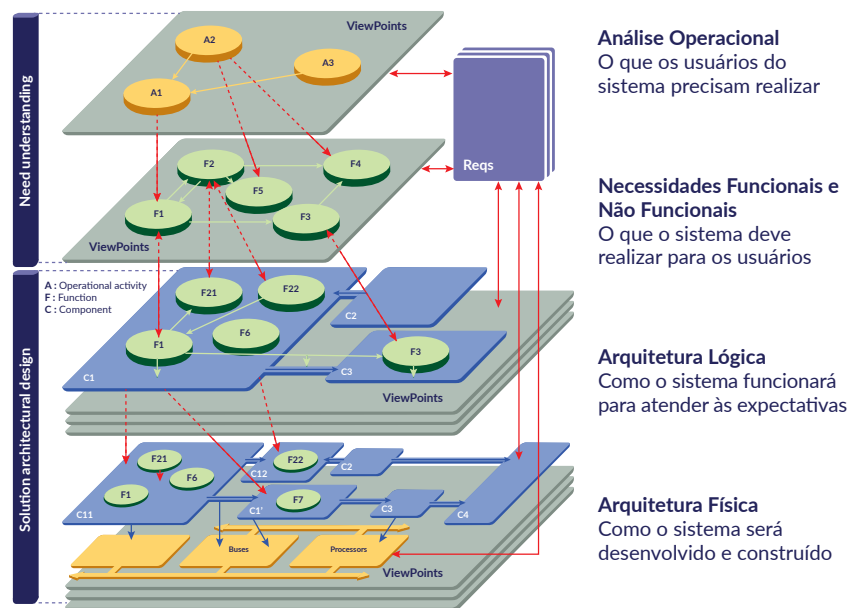 Need understanding
ViewPoints
A2
A3
A1
Reqs
Análise Operacional
O que os usuários do
sistema precisam realizar
F2
F4
F5
F1
F3
ViewPoints
Necessidades Funcionais e
Não Funcionais
O que o sistema deve
realizar para os usuários
Solution architectural design
A : Operational activity
F : Function
C : Component
F21
F22
F6
F1
F3
C1
C2
C3
ViewPoints
Arquitetura Lógica
Como o sistema funcionará
para atender às expectativas
F21
F6
F1
C11
C12
F22
C2
F7
C1'
C3
C4
Buses
Processors
ViewPoints
Arquitetura Física
Como o sistema será
desenvolvido e construído